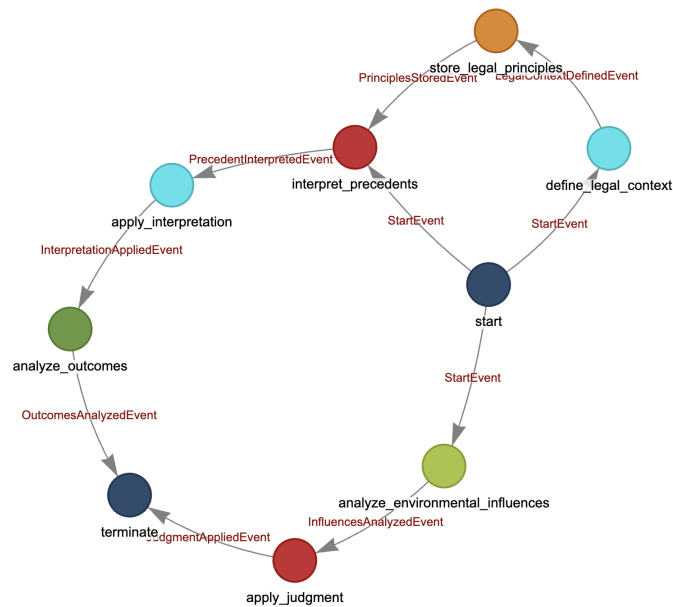 store_legal_principles
PrinciplesStoredEvent
LegalContextDefinedEvent
PrecedentInterpretedEvent
interpret_precedents
define_legal_context
apply_interpretation
StartEvent
StartEvent
InterpretationAppliedEvent
start
analyze_outcomes
StartEvent
OutcomesAnalyzedEvent
analyze_environmental_influences
InfluencesAnalyzedEvent
terminate
JudgmentAppliedEvent
apply_judgment